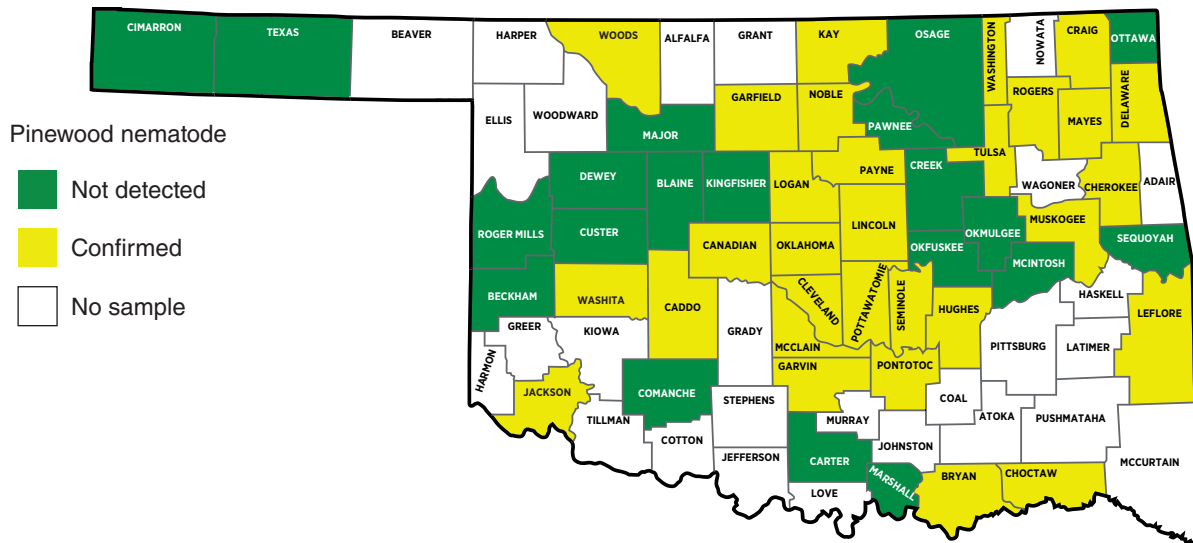 CIMARRON
TEXAS
BEAVER
HARPER
WOODS
ALFALFA
GRANT
KAY
OSAGE
WASHINGTON
NOWATA
CRAIG
OTTAWA
ELLIS
WOODWARD
MAJOR
GARFIELD
NOBLE
PAWNEE
ROGERS
MAYES
DELAWARE
Pinewood nematode
Not detected
Confirmed
No sample
DEWEY
BLAINE
KINGFISHER
LOGAN
PAYNE
CREEK
TULSA
WAGONER
CHEROKEE
ADAIR
ROGER MILLS
CUSTER
CANADIAN
OKLAHOMA
LINCOLN
OKFUSKEE
OKMULGEE
MUSKOGEE
MCINTOSH
SEQUOYAH
BECKHAM
WASHITA
CADDO
GRADY
CLEVELAND
POTTAWATOMIE
SEMINOLE
HUGHES
HASKELL
LEFLORE
GREER
KIOWA
MCCLAIN
PITTSBURG
LATIMER
HARMON
JACKSON
COMANCHE
GARVIN
PONTOTOC
COAL
TILLMAN
STEPHENS
MURRAY
ATOKA
PUSHMATAHA
COTTON
JEFFERSON
CARTER
JOHNSTON
MCCURTAIN
LOVE
MARSHALL
BRYAN
CHOCTAW